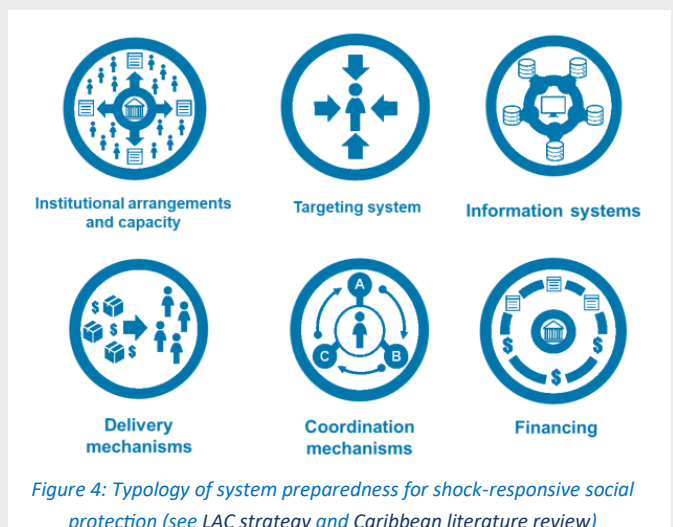 Institutional arrangements
and capacity
Targeting system
Information systems
$
$
$
A
C
B
$
$
$
Delivery
mechanisms
Coordination
mechanisms
Financing
Figure 4: Typology of system preparedness for shock-responsive social
protection (see LAC strategy and Caribbean literature review)